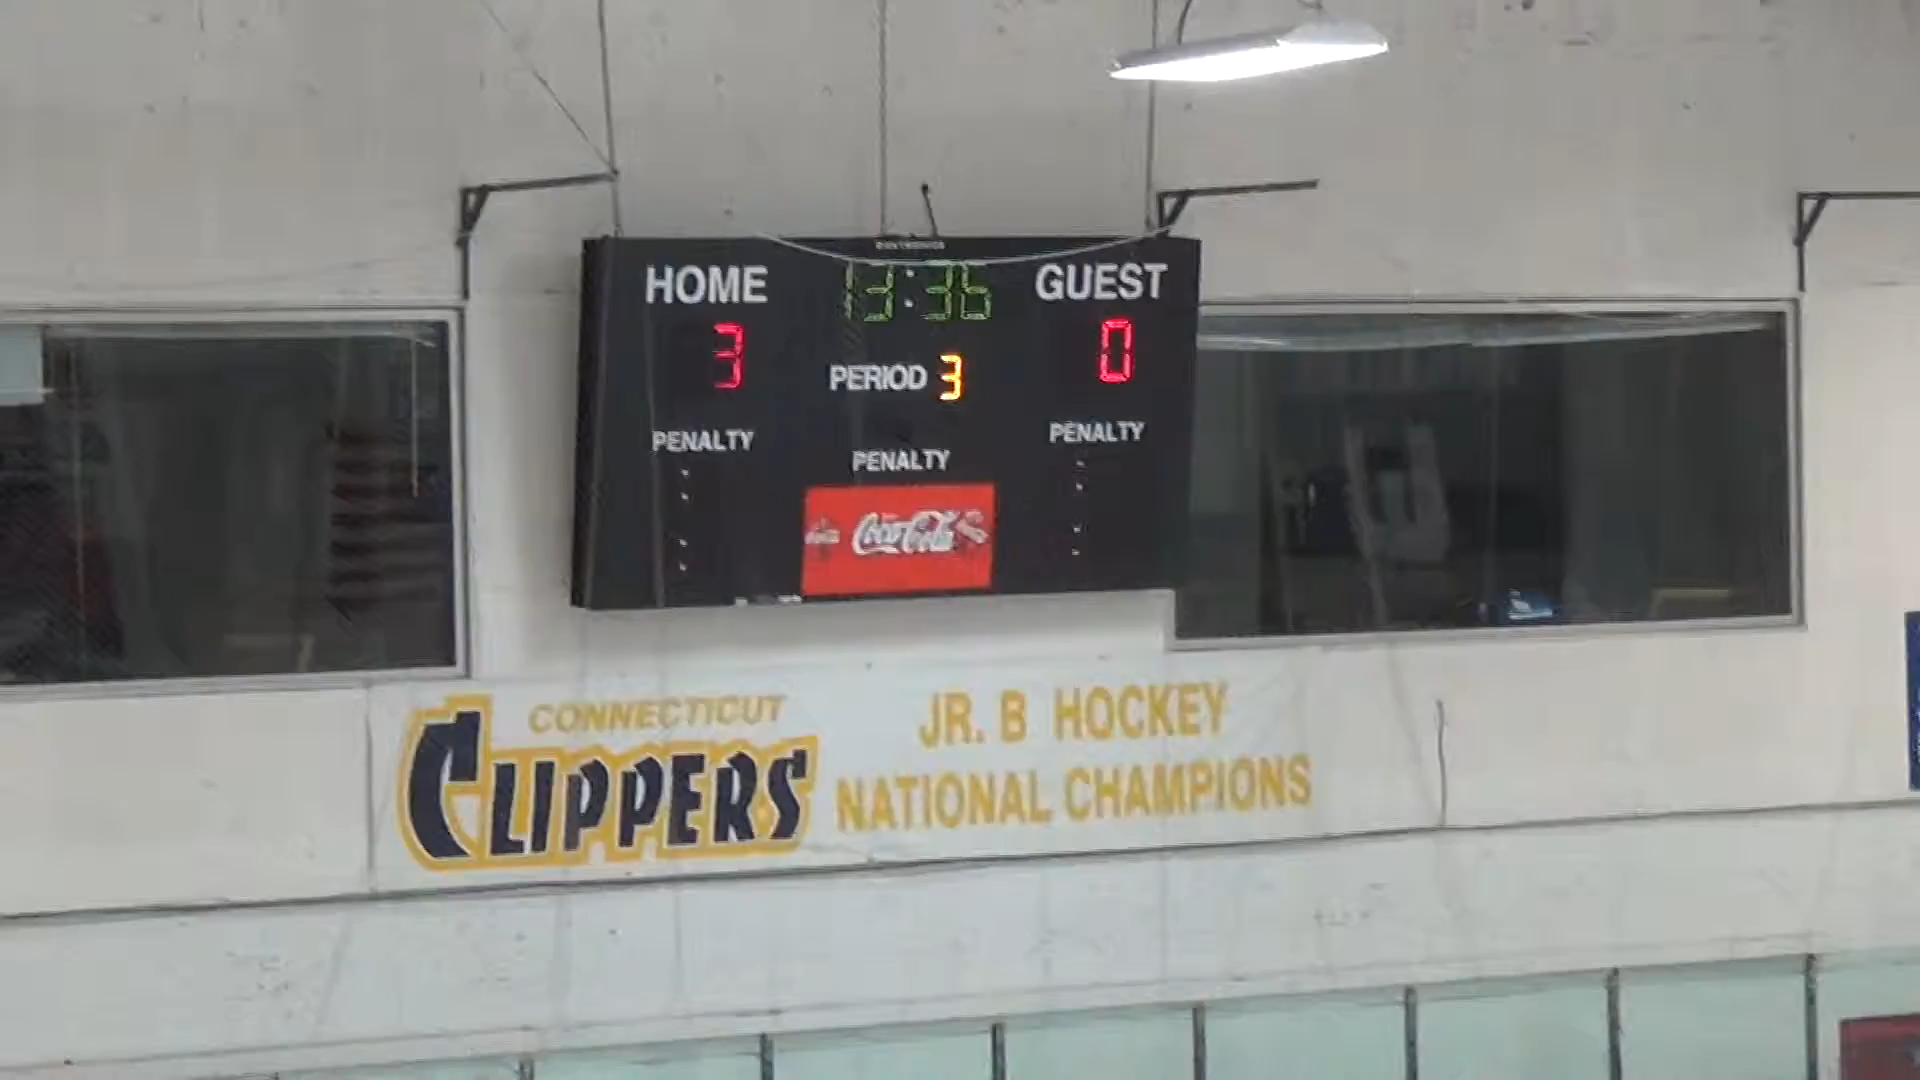 HOME 13:36 GUEST
3 PERIOD 3 0
PENALTY PENALTY PENALTY
Coca-Cola
CONNECTICUT
CLIPPERS
JR. B HOCKEY
NATIONAL CHAMPIONS